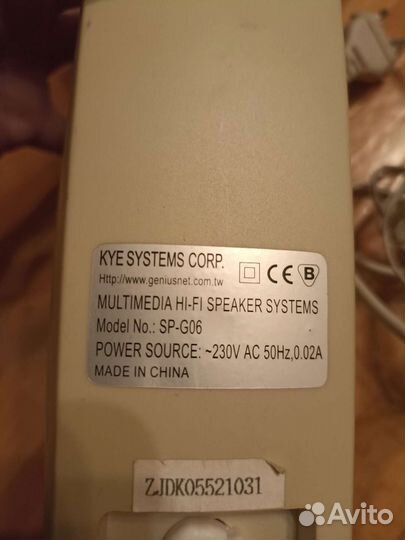 KYE SYSTEMS CORP.
Http://www.geniusnet.com.tw
CE B
MULTIMEDIA HI-FI SPEAKER SYSTEMS
Model No.: SP-G06
POWER SOURCE: ~230V AC 50Hz,0.02A
MADE IN CHINA
ZJDK05521031
Avito